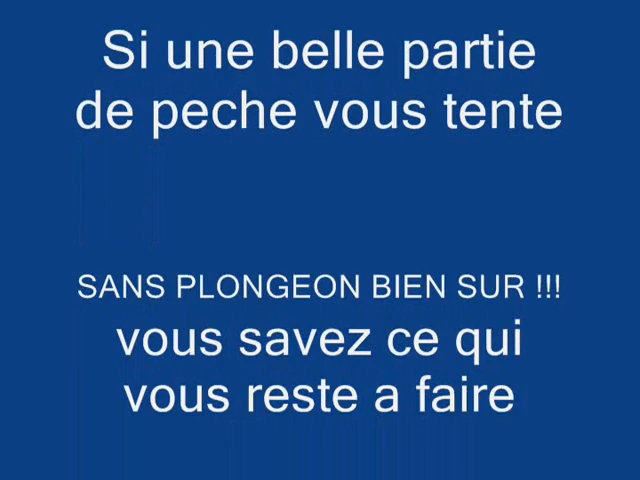 Si une belle partie
de peche vous tente
SANS PLONGEON BIEN SUR !!!
vous savez ce qui
vous reste a faire